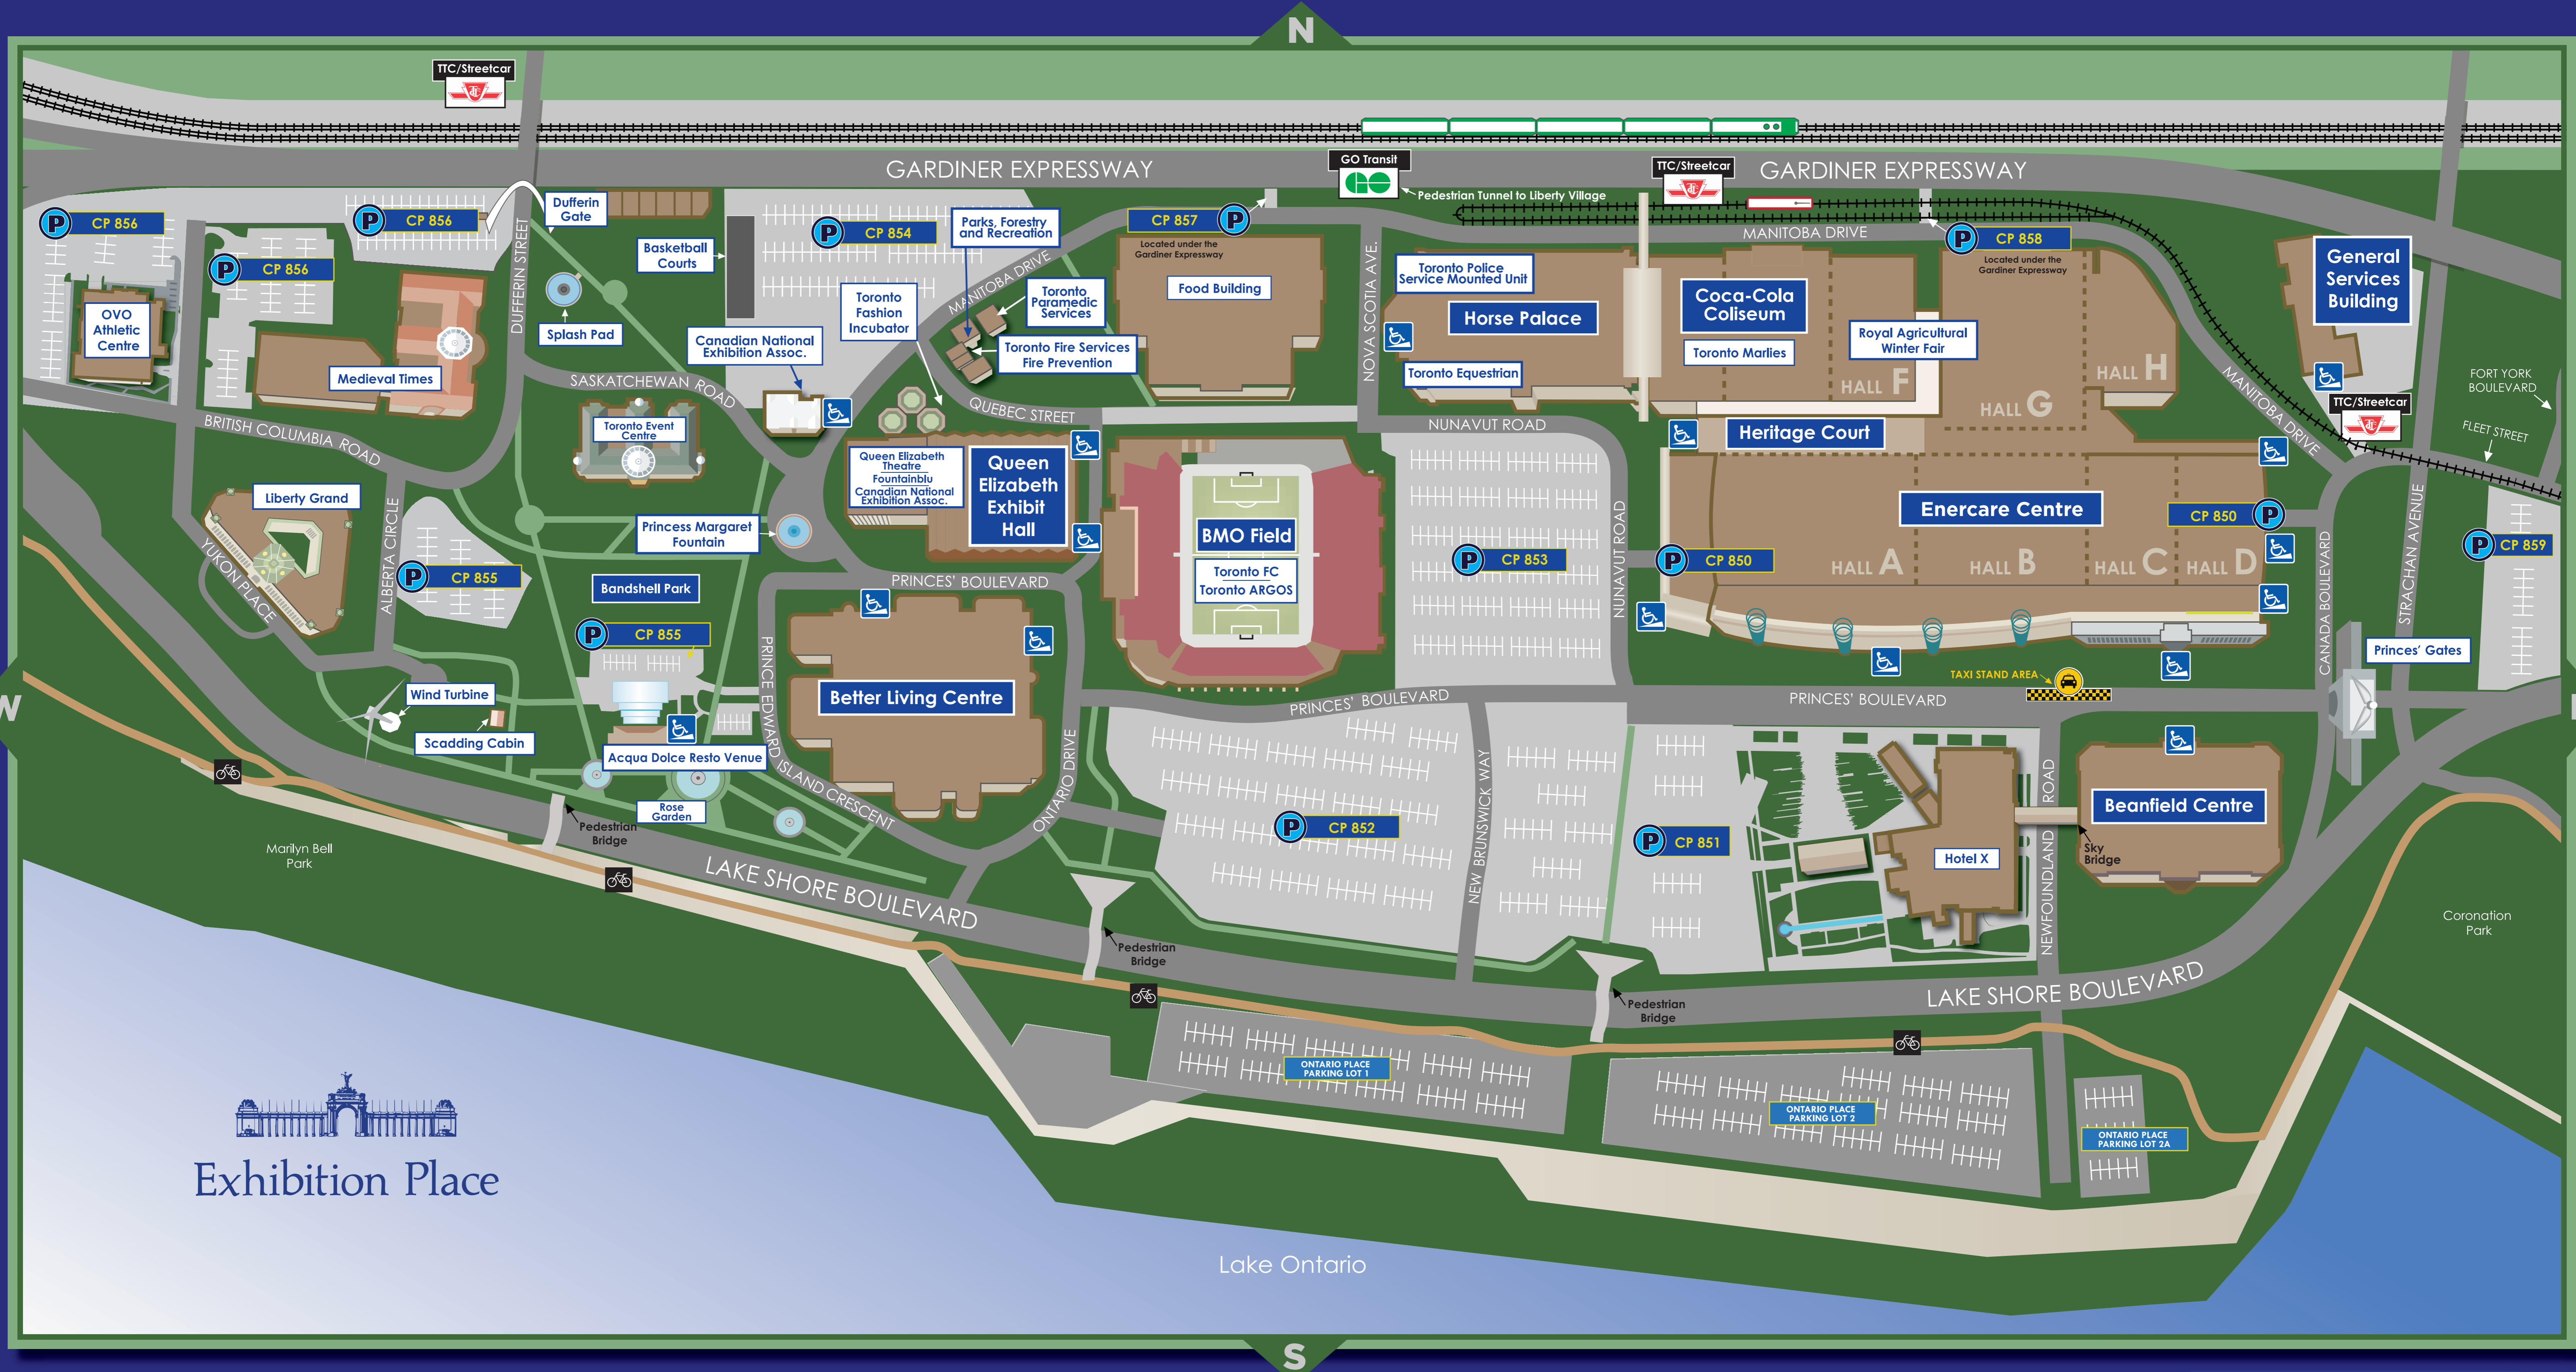 N
TTC/Streetcar
GARDINER EXPRESSWAY
GO Transit
GO
Pedestrian Tunnel to Liberty Village
TTC/Streetcar
GARDINER EXPRESSWAY
P CP 856
P CP 856
P CP 856
Dufferin
Gate
DUFFERIN STREET
Basketball
Courts
P CP 854
Parks, Forestry
and Recreation
MANITOBA DRIVE
CP 857 P
Located under the
Gardiner Expressway
Food Building
NOVA SCOTIA AVE.
Toronto Police
Service Mounted Unit
Horse Palace
Toronto Equestrian
MANITOBA DRIVE
P CP 858
Located under the
Gardiner Expressway
Coca-Cola
Coliseum
Toronto Marlies
Royal Agricultural
Winter Fair
HALL F
HALL G
HALL H
General
Services
Building
MANITOBA DRIVE
TTC/Streetcar
FORT YORK
BOULEVARD
FLEET STREET
OVO
Athletic
Centre
Medieval Times
Splash Pad
Canadian National
Exhibition Assoc.
Toronto
Fashion
Incubator
Toronto
Paramedic
Services
Toronto Fire Services
Fire Prevention
SASKATCHEWAN ROAD
QUEBEC STREET
NUNAVUT ROAD
BRITISH COLUMBIA ROAD
Toronto Event
Centre
Queen Elizabeth
Theatre
Fountainblu
Canadian National
Exhibition Assoc.
Queen
Elizabeth
Exhibit
Hall
Heritage Court
Liberty Grand
YUKON PLACE
ALBERTA CIRCLE
P CP 855
Princess Margaret
Fountain
BMO Field
Toronto FC
Toronto ARGOS
P CP 853
NUNAVUT ROAD
P CP 850
Enercare Centre
CP 850 P
HALL A
HALL B
HALL C
HALL D
CANADA BOULEVARD
STRACHAN AVENUE
P CP 859
Bandshell Park
PRINCES' BOULEVARD
P CP 855
PRINCE EDWARD ISLAND CRESCENT
Better Living Centre
ONTARIO DRIVE
Princes' Gates
TAXI STAND AREA
W
Wind Turbine
Scadding Cabin
Acqua Dolce Resto Venue
Rose
Garden
PRINCES' BOULEVARD
PRINCES' BOULEVARD
NEW BRUNSWICK WAY
P CP 852
P CP 851
Hotel X
NEWFOUNDLAND ROAD
Beanfield Centre
Sky
Bridge
Marilyn Bell
Park
Pedestrian
Bridge
LAKE SHORE BOULEVARD
Pedestrian
Bridge
Pedestrian
Bridge
LAKE SHORE BOULEVARD
Coronation
Park
ONTARIO PLACE
PARKING LOT 1
ONTARIO PLACE
PARKING LOT 2
ONTARIO PLACE
PARKING LOT 2A
Exhibition Place
Lake Ontario
S